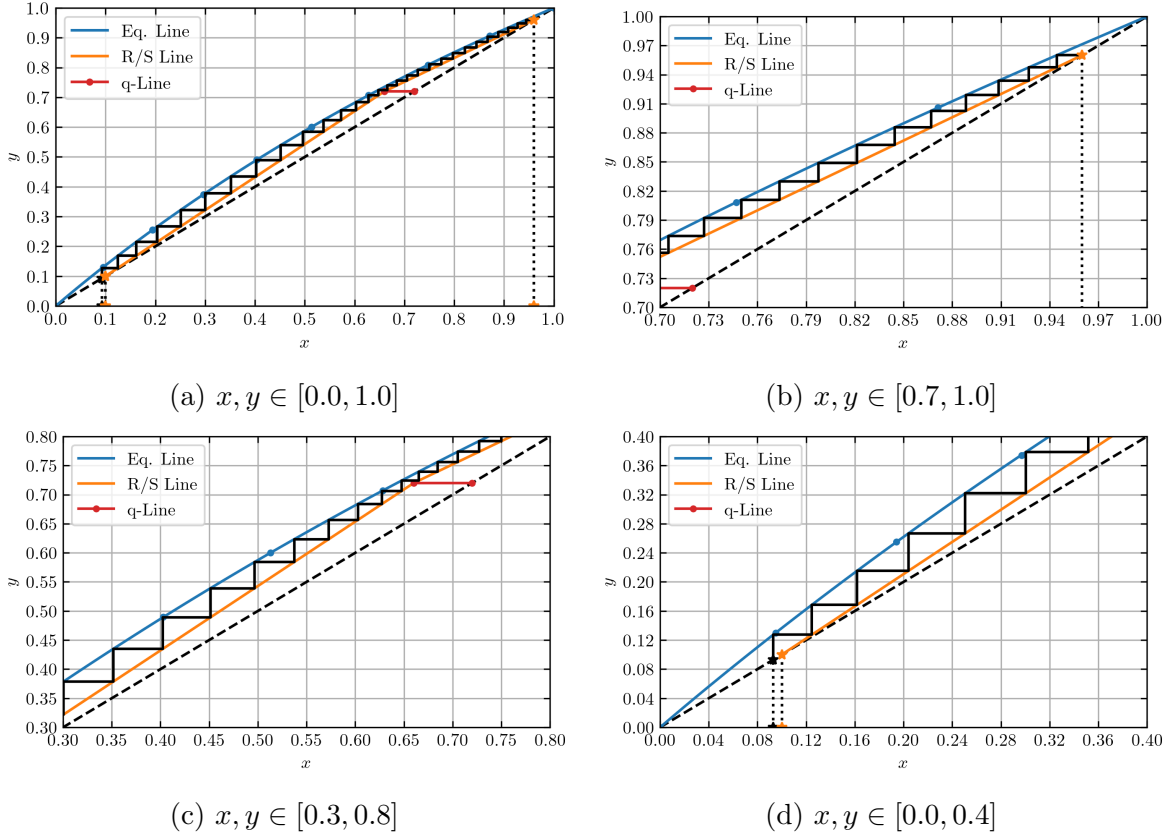 1.0
0.9
0.8
0.7
0.6
0.5
0.4
0.3
0.2
0.1
0.0
y
Eq. Line
R/S Line
q-Line
0.0 0.1 0.2 0.3 0.4 0.5 0.6 0.7 0.8 0.9 1.0
x
(a) x, y ∈ [0.0, 1.0]
1.00
0.97
0.94
0.91
0.88
0.85
0.82
0.79
0.76
0.73
0.70
y
Eq. Line
R/S Line
q-Line
0.70 0.73 0.76 0.79 0.82 0.85 0.88 0.91 0.94 0.97 1.00
x
(b) x, y ∈ [0.7, 1.0]
0.80
0.75
0.70
0.65
0.60
0.55
0.50
0.45
0.40
0.35
0.30
y
Eq. Line
R/S Line
q-Line
0.30 0.35 0.40 0.45 0.50 0.55 0.60 0.65 0.70 0.75 0.80
x
(c) x, y ∈ [0.3, 0.8]
0.40
0.36
0.32
0.28
0.24
0.20
0.16
0.12
0.08
0.04
0.00
y
Eq. Line
R/S Line
q-Line
0.00 0.04 0.08 0.12 0.16 0.20 0.24 0.28 0.32 0.36 0.40
x
(d) x, y ∈ [0.0, 0.4]